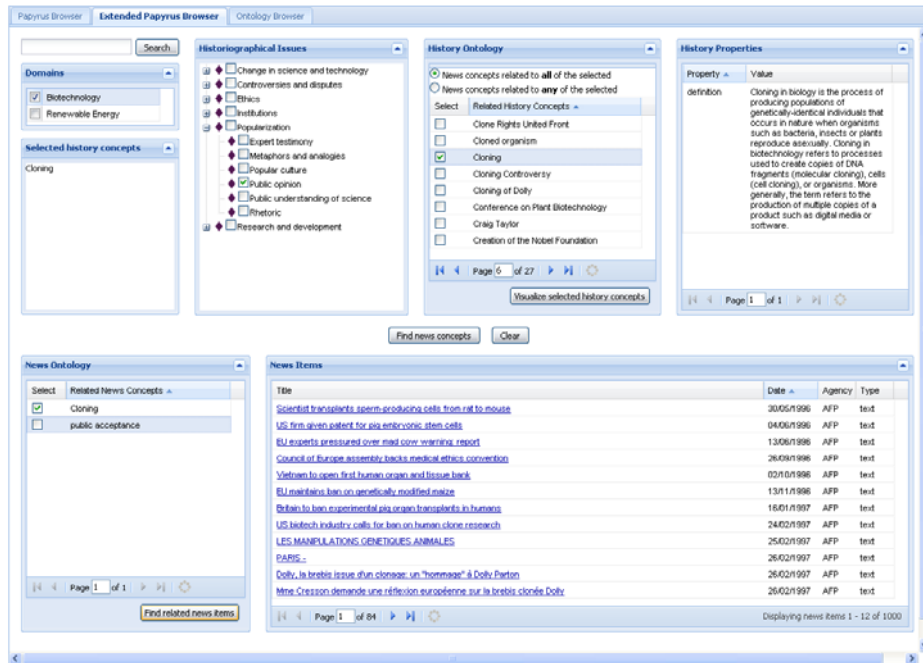 Papyrus Browser
Extended Papyrus Browser
Ontology Browser
Search
Domains
Biotechnology
Renewable Energy
Selected history concepts
Cloning
Historiographical Issues
Change in science and technology
Controversies and disputes
Ethics
Institutions
Popularization
Expert testimony
Metaphors and analogies
Popular culture
Public opinion
Public understanding of science
Rhetoric
Research and development
History Ontology
News concepts related to all of the selected
News concepts related to any of the selected
Select Related History Concepts
Clone Rights United Front
Cloned organism
Cloning
Cloning Controversy
Cloning of Dolly
Conference on Plant Biotechnology
Craig Taylor
Creation of the Nobel Foundation
Page 6 of 27
Visualize selected history concepts
History Properties
Property Value
definition Cloning in biology is the process of
producing populations of
genetically-identical individuals that
occurs in nature when organisms
such as bacteria, insects or plants
reproduce asexually. Cloning in
biotechnology refers to processes
used to create copies of DNA
fragments (molecular cloning), cells
(cell cloning), or organisms. More
generally, the term refers to the
production of multiple copies of a
product such as digital media or
software.
Page 1 of 1
Find news concepts
Clear
News Ontology
Select Related News Concepts
Cloning
public acceptance
Page 1 of 1
Find related news items
News Items
Title Date Agency Type
Scientist transplants sperm-producing cells from rat to mouse 30/05/1996 AFP text
US firm given patent for pig embryonic stem cells 04/06/1996 AFP text
EU experts pressured over mad cow warning: report 13/06/1996 AFP text
Council of Europe assembly backs medical ethics convention 26/09/1996 AFP text
Vietnam to open first human organ and tissue bank 02/10/1996 AFP text
EU maintains ban on genetically modified maize 13/11/1996 AFP text
Britain to ban experimental pig organ transplants in humans 16/01/1997 AFP text
US biotech industry calls for ban on human clone research 24/02/1997 AFP text
LES MANIPULATIONS GENETIQUES ANIMALES 25/02/1997 AFP text
PARIS - 26/02/1997 AFP text
Dolly, la brebis issue d'un clonage: un "hommage" à Dolly Parton 26/02/1997 AFP text
Mme Cresson demande une réflexion européenne sur la brebis clonée Dolly 26/02/1997 AFP text
Page 1 of 84
Displaying news items 1 - 12 of 1000